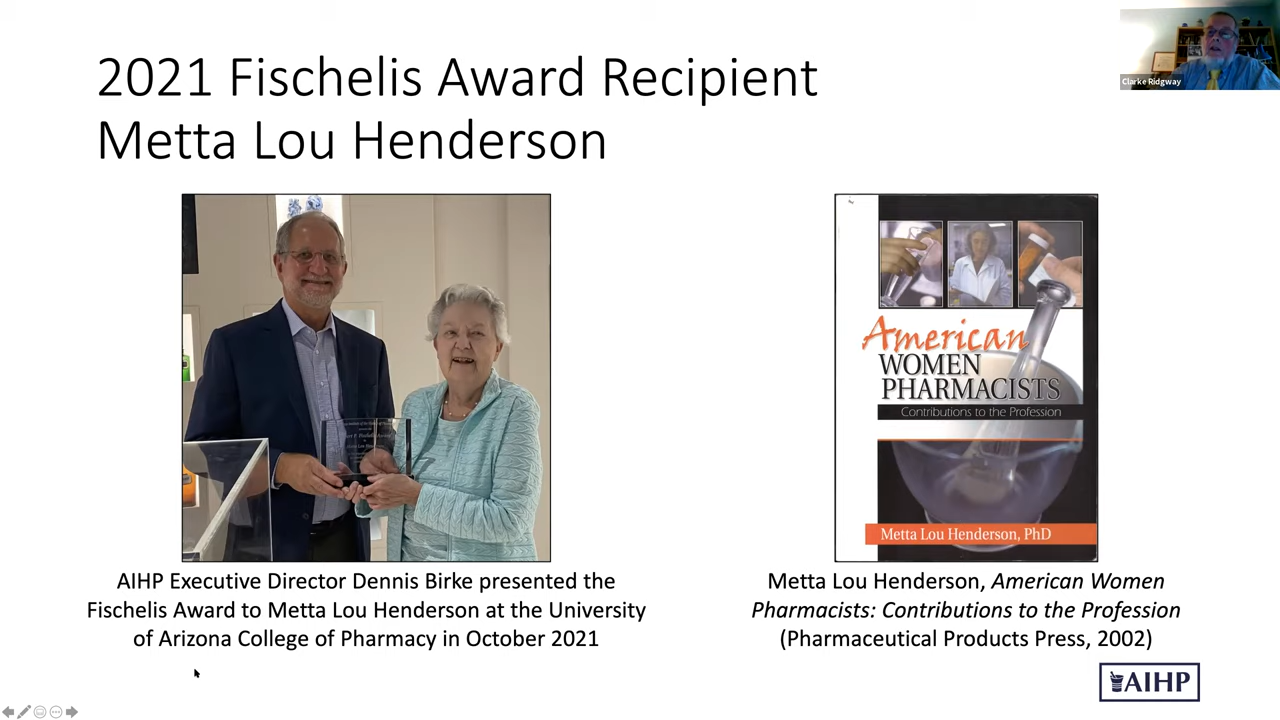 2021 Fischelis Award Recipient
Metta Lou Henderson
Clarke Ridgway
American
WOMEN
PHARMACISTS
Contributions to the Profession
Metta Lou Henderson, PhD
AIHP Executive Director Dennis Birke presented the
Fischelis Award to Metta Lou Henderson at the University
of Arizona College of Pharmacy in October 2021
Metta Lou Henderson, American Women
Pharmacists: Contributions to the Profession
(Pharmaceutical Products Press, 2002)
AIHP